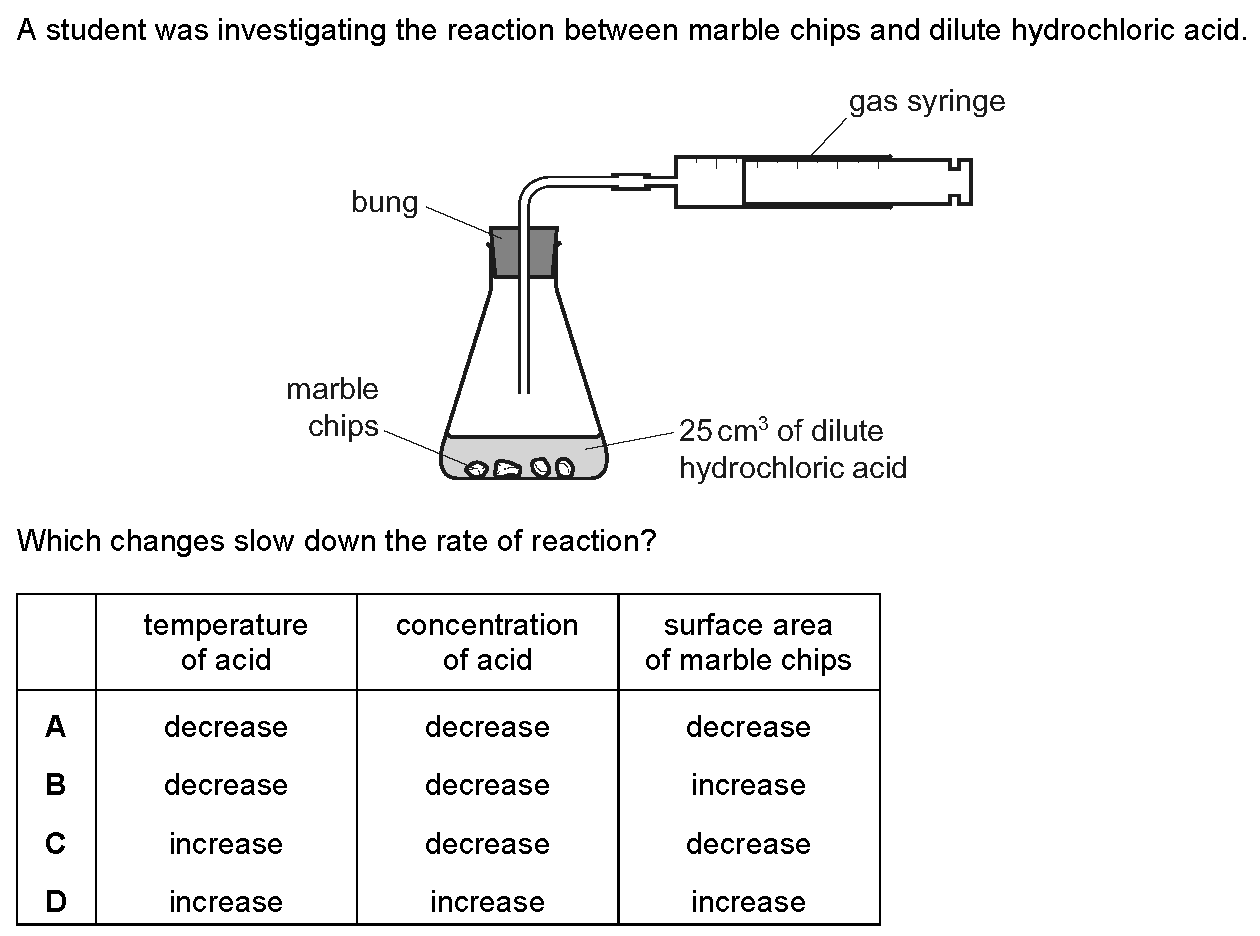 A student was investigating the reaction between marble chips and dilute hydrochloric acid.
gas syringe
bung
marble
chips
25 cm³ of dilute
hydrochloric acid
Which changes slow down the rate of reaction?
temperature
of acid
concentration
of acid
surface area
of marble chips
A decrease decrease decrease
B decrease decrease increase
C increase decrease decrease
D increase increase increase